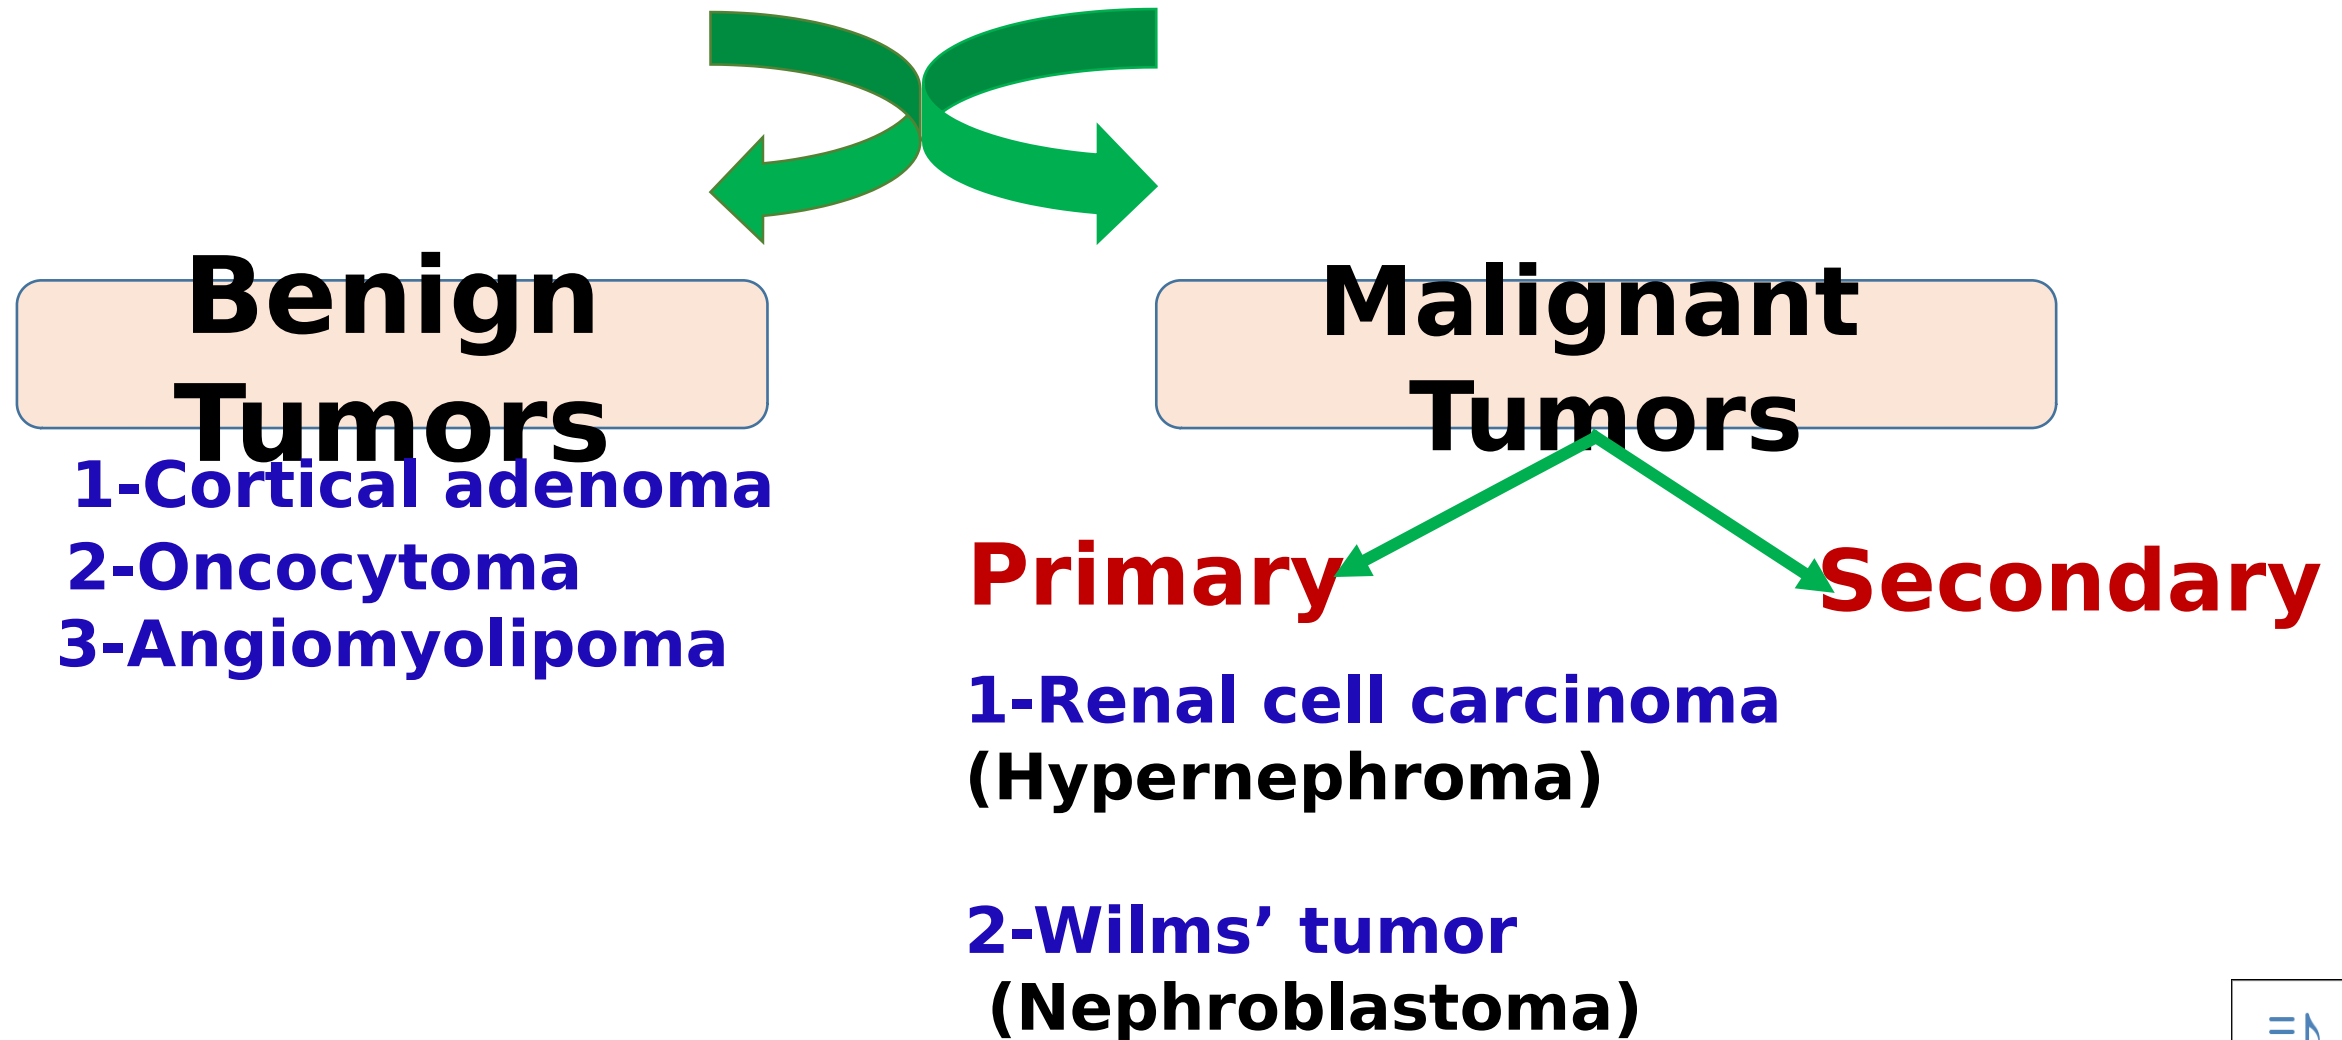 Benign
Tumors
1-Cortical adenoma
2-Oncocytoma
3-Angiomyolipoma
Malignant
Tumors
Primary
Secondary
1-Renal cell carcinoma
(Hypernephroma)
2-Wilms’ tumor
(Nephroblastoma)